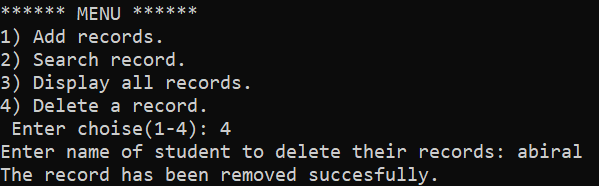 ****** MENU ******
1) Add records.
2) Search record.
3) Display all records.
4) Delete a record.
 Enter choise(1-4): 4
Enter name of student to delete their records: abiral
The record has been removed succesfully.